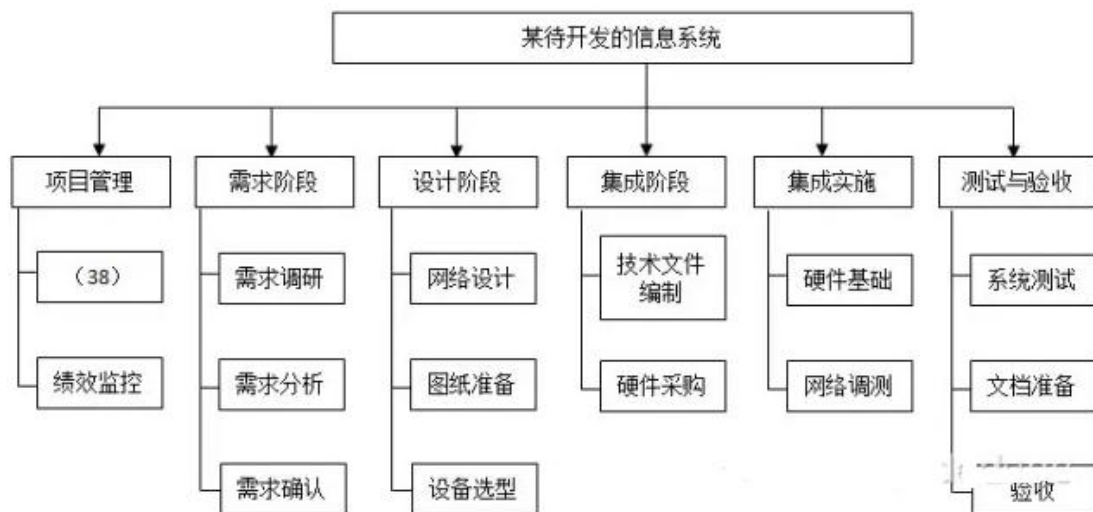 某待开发的信息系统
项目管理
需求阶段
设计阶段
集成阶段
集成实施
测试与验收
（38）
需求调研
网络设计
技术文件
编制
硬件基础
系统测试
绩效监控
需求分析
图纸准备
硬件采购
网络调测
文档准备
需求确认
设备选型
验收